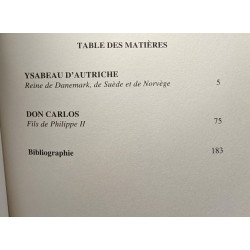 TABLE DES MATIÈRES
YSABEAU D'AUTRICHE
Reine de Danemark, de Suède et de Norvège 5
DON CARLOS
Fils de Philippe II 75
Bibliographie 183